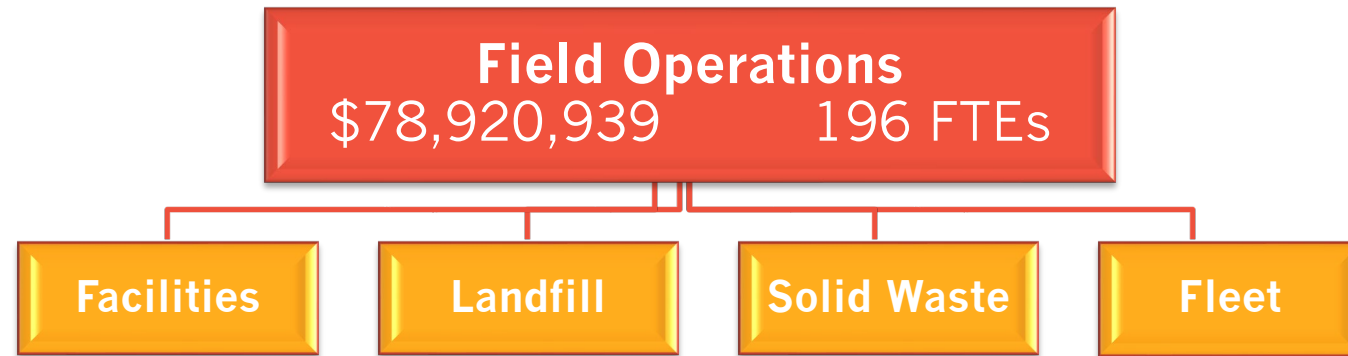 Field Operations
$78,920,939 196 FTEs
Facilities Landfill Solid Waste Fleet